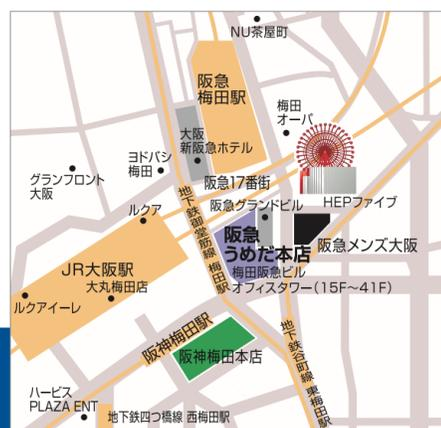 NU茶屋町
阪急
梅田駅
梅田
オーパ
大阪
新阪急ホテル
ヨドバシ
梅田
グランフロント
大阪
阪急17番街
HEPファイブ
ルクア
阪急グランドビル
地下鉄御堂筋線 梅田駅
阪急
うめだ本店
阪急メンズ大阪
梅田阪急ビル
オフィスタワー(15F〜41F)
JR大阪駅
大丸梅田店
ルクアイーレ
阪神梅田駅
阪神梅田本店
地下鉄谷町線 東梅田駅
ハービス
PLAZA ENT
地下鉄四つ橋線 西梅田駅